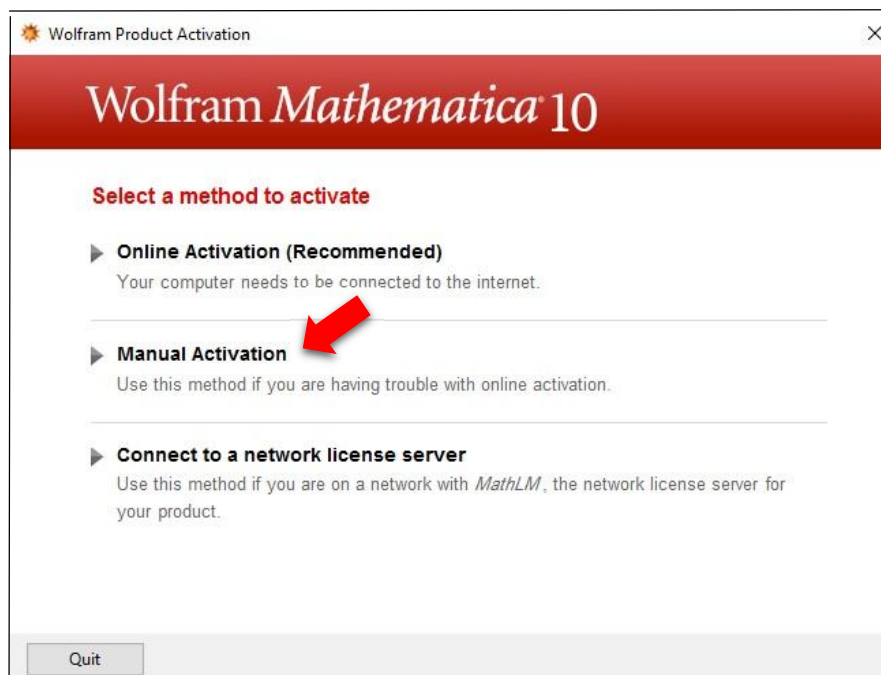 Wolfram Product Activation
Wolfram Mathematica® 10
Select a method to activate
Online Activation (Recommended)
Your computer needs to be connected to the internet.
Manual Activation
Use this method if you are having trouble with online activation.
Connect to a network license server
Use this method if you are on a network with MathLM, the network license server for
your product.
Quit